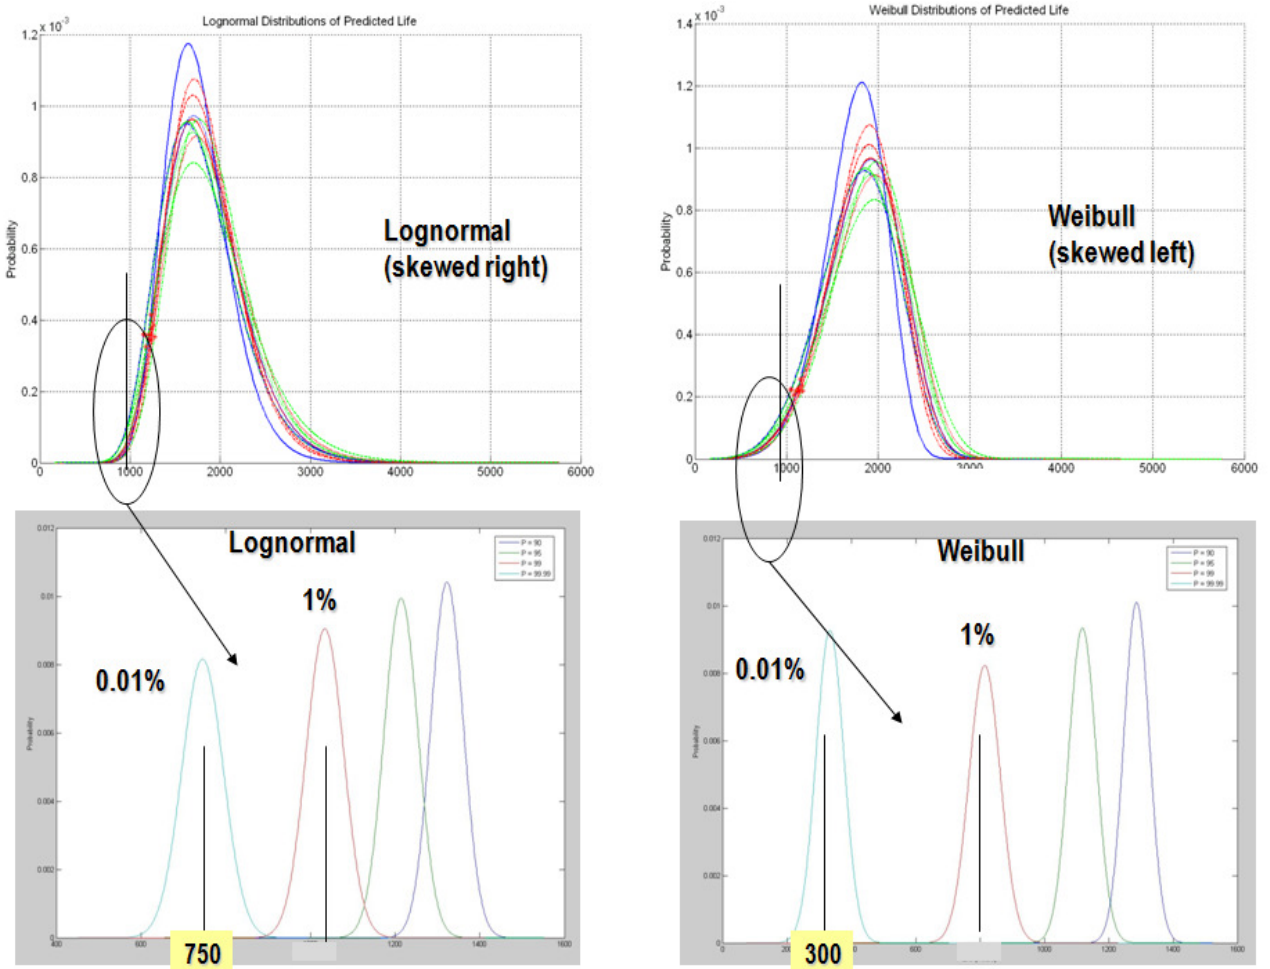 Lognormal Distributions of Predicted Life
1.2 x 10⁻³
1
0.8
0.6
0.4
0.2
0
Probability
0 1000 2000 3000 4000 5000 6000
Lognormal
(skewed right)
Weibull Distributions of Predicted Life
1.4 x 10⁻³
1.2
1
0.8
0.6
0.4
0.2
0
Probability
0 1000 2000 3000 4000 5000 6000
Weibull
(skewed left)
Lognormal
P = 90
P = 95
P = 99
P = 99.99
1%
0.01%
0.012
0.01
0.008
0.006
0.004
0.002
0
Probability
400 600 1200 1400 1600
750
Weibull
P = 90
P = 95
P = 99
P = 99.99
1%
0.01%
0.012
0.01
0.008
0.006
0.004
0.002
0
Probability
0 600 1000 1200 1400 1600
300